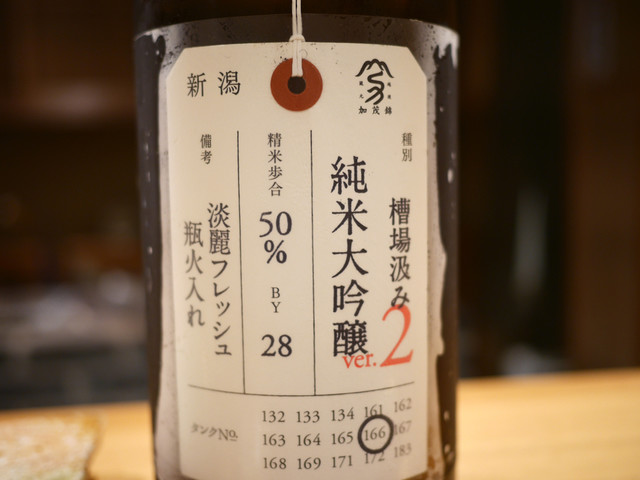 新潟
加茂錦
種別
槽場汲み
純米大吟醸
ver.2
精米歩合
50%
BY
28
備考
淡麗フレッシュ
瓶火入れ
タンクNo.
132 133 134 161 162
163 164 165 166 167
168 169 171 172 183